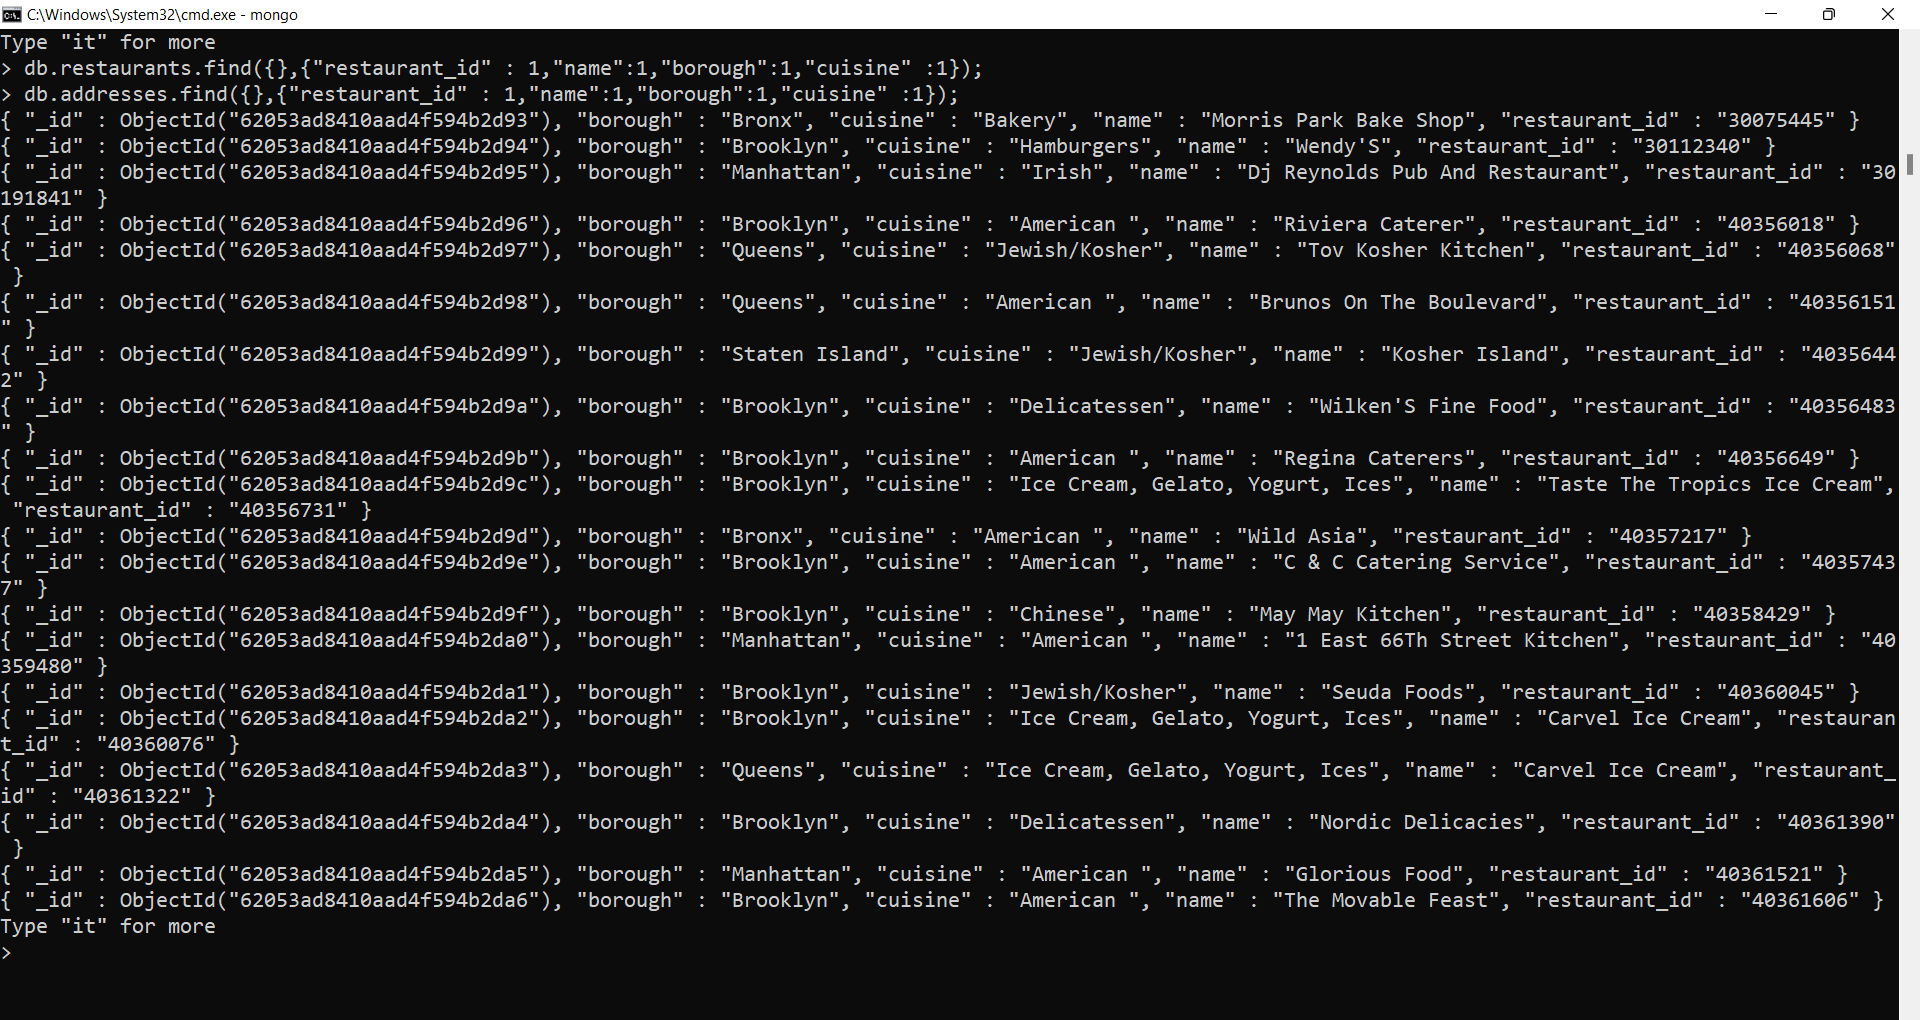 C:\Windows\System32\cmd.exe - mongo
Type "it" for more
> db.restaurants.find({},{"restaurant_id" : 1,"name":1,"borough":1,"cuisine" :1});
> db.addresses.find({},{"restaurant_id" : 1,"name":1,"borough":1,"cuisine" :1});
{ "_id" : ObjectId("62053ad8410aad4f594b2d93"), "borough" : "Bronx", "cuisine" : "Bakery", "name" : "Morris Park Bake Shop", "restaurant_id" : "30075445" }
{ "_id" : ObjectId("62053ad8410aad4f594b2d94"), "borough" : "Brooklyn", "cuisine" : "Hamburgers", "name" : "Wendy'S", "restaurant_id" : "30112340" }
{ "_id" : ObjectId("62053ad8410aad4f594b2d95"), "borough" : "Manhattan", "cuisine" : "Irish", "name" : "Dj Reynolds Pub And Restaurant", "restaurant_id" : "30
191841" }
{ "_id" : ObjectId("62053ad8410aad4f594b2d96"), "borough" : "Brooklyn", "cuisine" : "American ", "name" : "Riviera Caterer", "restaurant_id" : "40356018" }
{ "_id" : ObjectId("62053ad8410aad4f594b2d97"), "borough" : "Queens", "cuisine" : "Jewish/Kosher", "name" : "Tov Kosher Kitchen", "restaurant_id" : "40356068"
 }
{ "_id" : ObjectId("62053ad8410aad4f594b2d98"), "borough" : "Queens", "cuisine" : "American ", "name" : "Brunos On The Boulevard", "restaurant_id" : "40356151
" }
{ "_id" : ObjectId("62053ad8410aad4f594b2d99"), "borough" : "Staten Island", "cuisine" : "Jewish/Kosher", "name" : "Kosher Island", "restaurant_id" : "4035644
2" }
{ "_id" : ObjectId("62053ad8410aad4f594b2d9a"), "borough" : "Brooklyn", "cuisine" : "Delicatessen", "name" : "Wilken'S Fine Food", "restaurant_id" : "40356483
" }
{ "_id" : ObjectId("62053ad8410aad4f594b2d9b"), "borough" : "Brooklyn", "cuisine" : "American ", "name" : "Regina Caterers", "restaurant_id" : "40356649" }
{ "_id" : ObjectId("62053ad8410aad4f594b2d9c"), "borough" : "Brooklyn", "cuisine" : "Ice Cream, Gelato, Yogurt, Ices", "name" : "Taste The Tropics Ice Cream",
 "restaurant_id" : "40356731" }
{ "_id" : ObjectId("62053ad8410aad4f594b2d9d"), "borough" : "Bronx", "cuisine" : "American ", "name" : "Wild Asia", "restaurant_id" : "40357217" }
{ "_id" : ObjectId("62053ad8410aad4f594b2d9e"), "borough" : "Brooklyn", "cuisine" : "American ", "name" : "C & C Catering Service", "restaurant_id" : "4035743
7" }
{ "_id" : ObjectId("62053ad8410aad4f594b2d9f"), "borough" : "Brooklyn", "cuisine" : "Chinese", "name" : "May May Kitchen", "restaurant_id" : "40358429" }
{ "_id" : ObjectId("62053ad8410aad4f594b2da0"), "borough" : "Manhattan", "cuisine" : "American ", "name" : "1 East 66Th Street Kitchen", "restaurant_id" : "40
359480" }
{ "_id" : ObjectId("62053ad8410aad4f594b2da1"), "borough" : "Brooklyn", "cuisine" : "Jewish/Kosher", "name" : "Seuda Foods", "restaurant_id" : "40360045" }
{ "_id" : ObjectId("62053ad8410aad4f594b2da2"), "borough" : "Brooklyn", "cuisine" : "Ice Cream, Gelato, Yogurt, Ices", "name" : "Carvel Ice Cream", "restauran
t_id" : "40360076" }
{ "_id" : ObjectId("62053ad8410aad4f594b2da3"), "borough" : "Queens", "cuisine" : "Ice Cream, Gelato, Yogurt, Ices", "name" : "Carvel Ice Cream", "restaurant_
id" : "40361322" }
{ "_id" : ObjectId("62053ad8410aad4f594b2da4"), "borough" : "Brooklyn", "cuisine" : "Delicatessen", "name" : "Nordic Delicacies", "restaurant_id" : "40361390"
 }
{ "_id" : ObjectId("62053ad8410aad4f594b2da5"), "borough" : "Manhattan", "cuisine" : "American ", "name" : "Glorious Food", "restaurant_id" : "40361521" }
{ "_id" : ObjectId("62053ad8410aad4f594b2da6"), "borough" : "Brooklyn", "cuisine" : "American ", "name" : "The Movable Feast", "restaurant_id" : "40361606" }
Type "it" for more
>